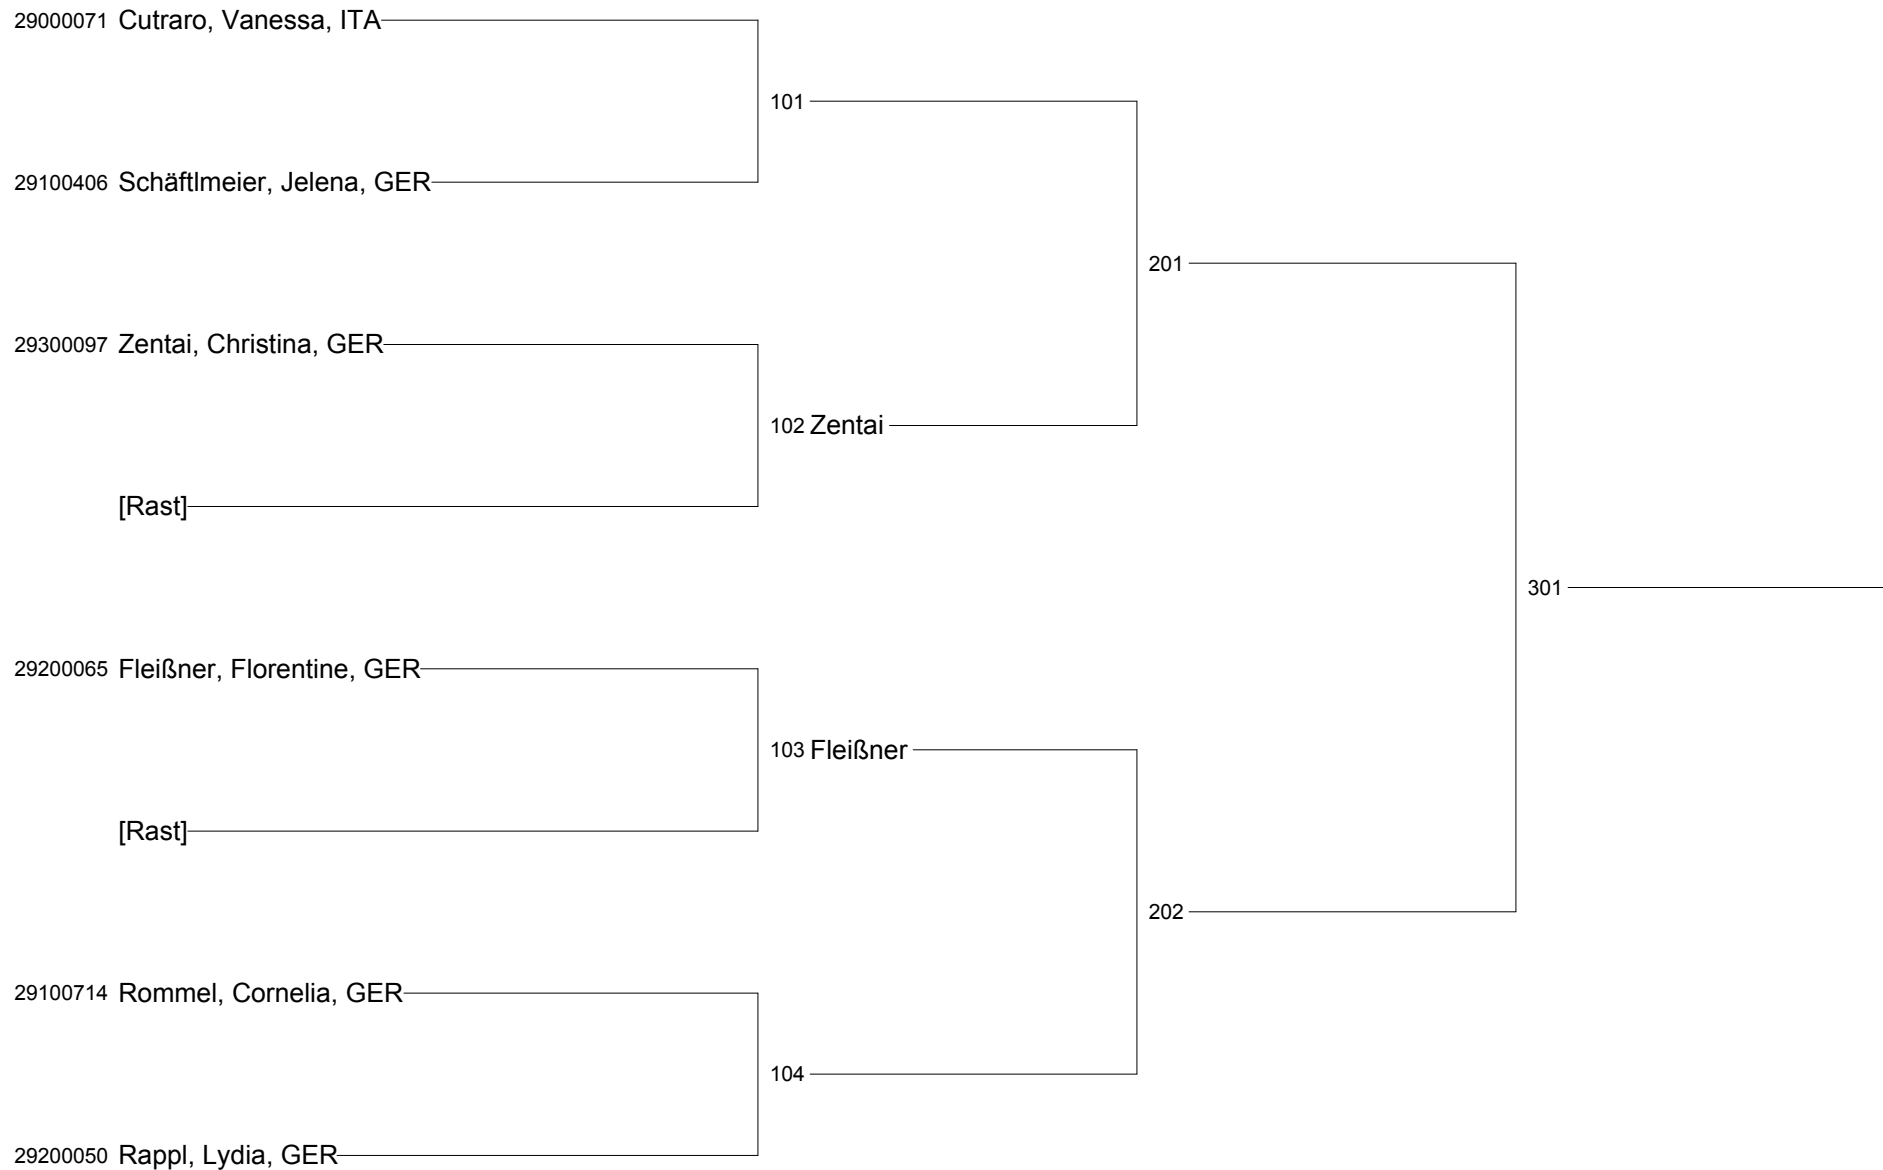 29000071 Cutraro, Vanessa, ITA
101
29100406 Schäftlmeier, Jelena, GER
201
29300097 Zentai, Christina, GER
102 Zentai
[Rast]
301
29200065 Fleißner, Florentine, GER
103 Fleißner
[Rast]
202
29100714 Rommel, Cornelia, GER
104
29200050 Rappl, Lydia, GER